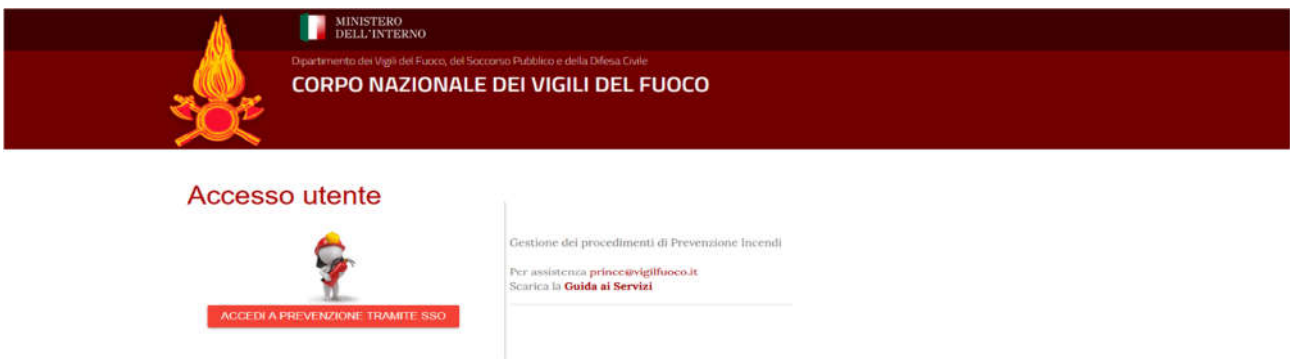 MINISTERO
DELL'INTERNO
Dipartimento dei Vigili del Fuoco, del Soccorso Pubblico e della Difesa Civile
CORPO NAZIONALE DEI VIGILI DEL FUOCO
Accesso utente
ACCEDI A PREVENZIONE TRAMITE SSO
Gestione dei procedimenti di Prevenzione Incendi
Per assistenza prince@vigilfuoco.it
Scarica la Guida ai Servizi